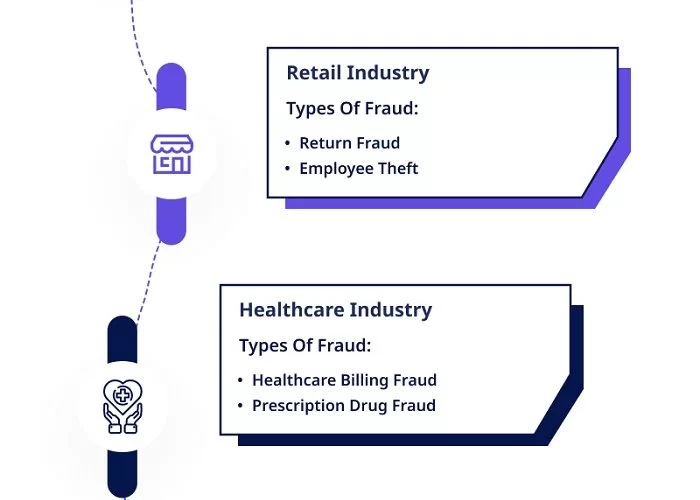 Retail Industry
Types Of Fraud:
• Return Fraud
• Employee Theft
Healthcare Industry
Types Of Fraud:
• Healthcare Billing Fraud
• Prescription Drug Fraud